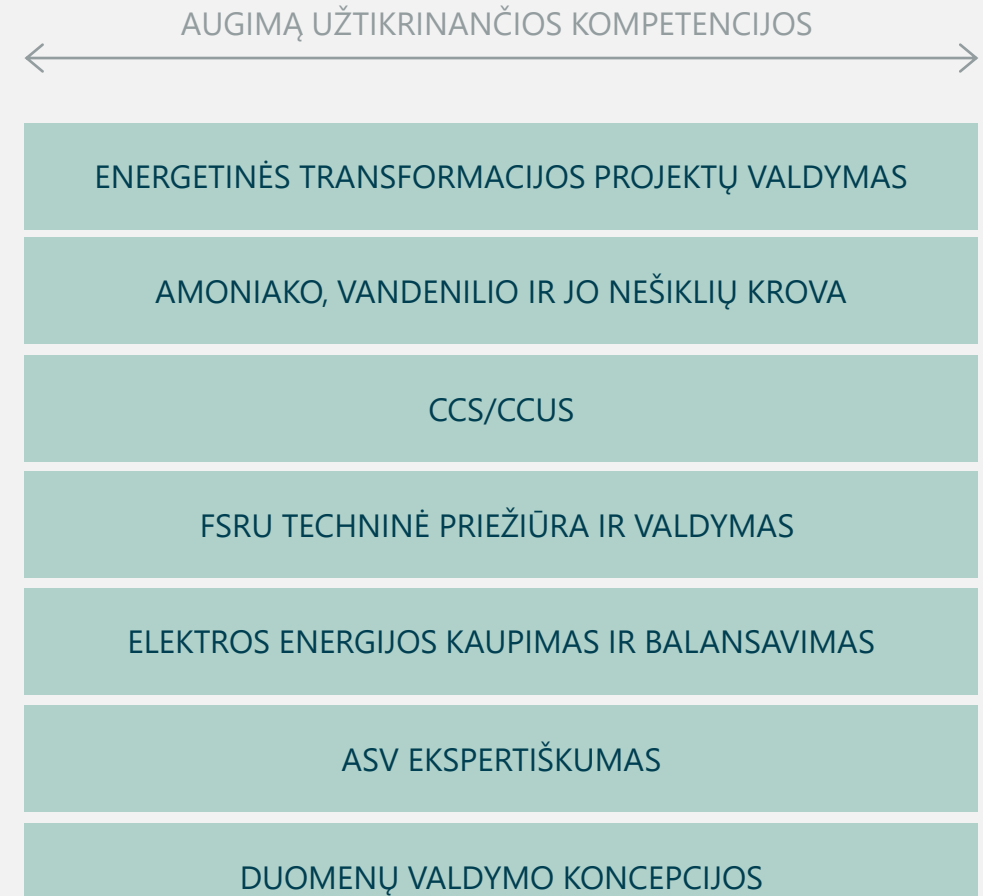 AUGIMĄ UŽTIKRINANČIOS KOMPETENCIJOS
ENERGETINĖS TRANSFORMACIJOS PROJEKTŲ VALDYMAS
AMONIAKO, VANDENILIO IR JO NEŠIKLIŲ KROVA
CCS/CCUS
FSRU TECHNINĖ PRIEŽIŪRA IR VALDYMAS
ELEKTROS ENERGIJOS KAUPIMAS IR BALANSAVIMAS
ASV EKSPERTIŠKUMAS
DUOMENŲ VALDYMO KONCEPCIJOS